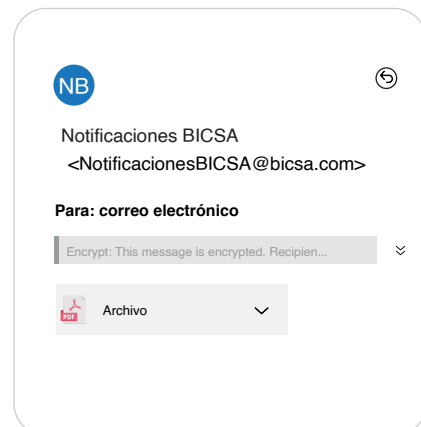 NB
Notificaciones BICSA
<NotificacionesBICSA@bicsa.com>
Para: correo electrónico
Encrypt: This message is encrypted. Recipien...
PDF
Archivo